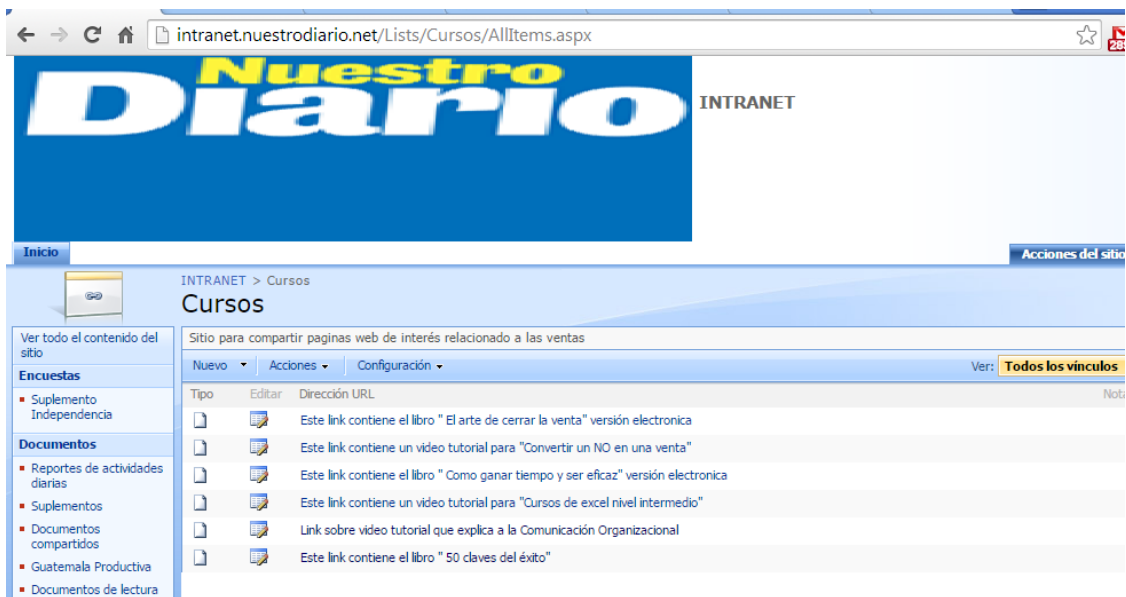 intranet.nuestrodiario.net/Lists/Cursos/AllItems.aspx
Nuestro
Diario
INTRANET
Inicio
Acciones del sitio
INTRANET > Cursos
Cursos
Ver todo el contenido del
sitio
Encuestas
Suplemento
Independencia
Documentos
Reportes de actividades
diarias
Suplementos
Documentos
compartidos
Guatemala Productiva
Documentos de lectura
Sitio para compartir paginas web de interés relacionado a las ventas
Nuevo Acciones Configuración Ver: Todos los vínculos
Tipo Editar Dirección URL
Este link contiene el libro " El arte de cerrar la venta" versión electronica
Este link contiene un video tutorial para "Convertir un NO en una venta"
Este link contiene el libro " Como ganar tiempo y ser eficaz" versión electronica
Este link contiene un video tutorial para "Cursos de excel nivel intermedio"
Link sobre video tutorial que explica a la Comunicación Organizacional
Este link contiene el libro " 50 claves del éxito"